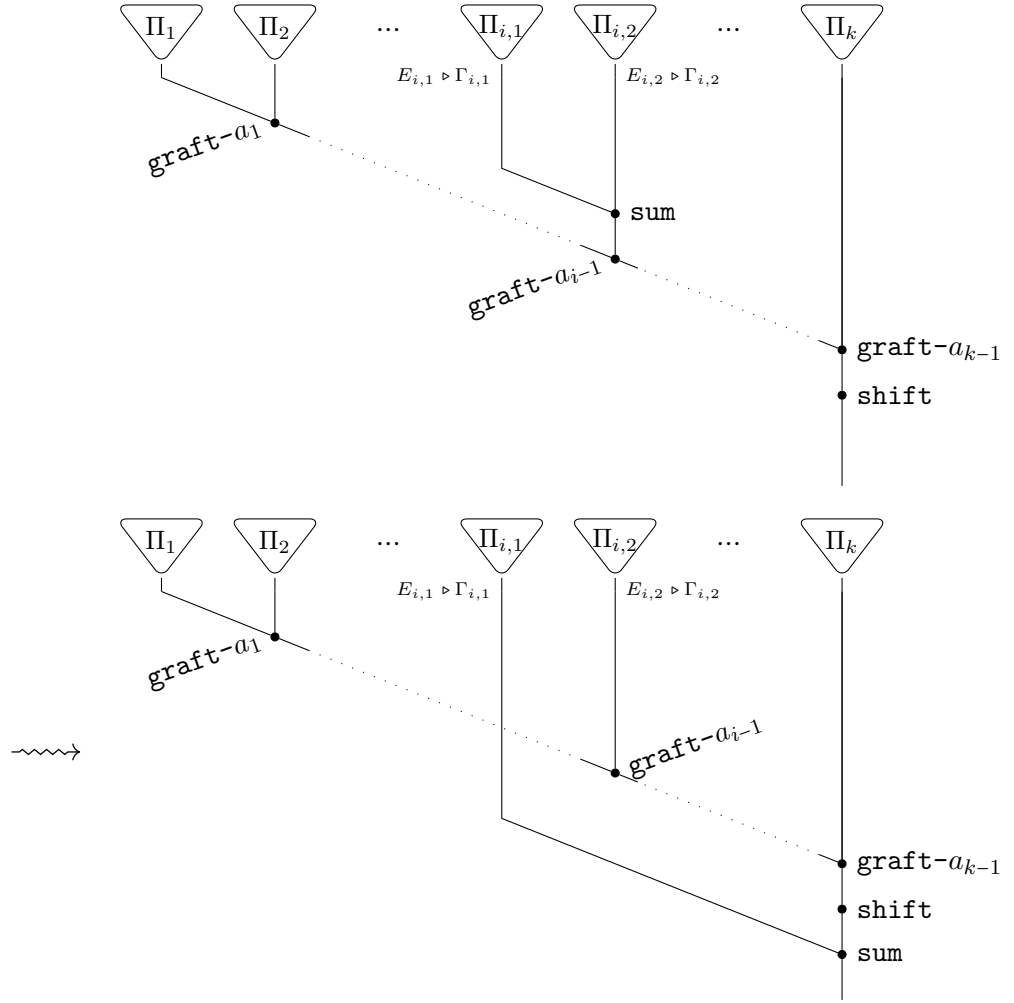 Π₁ Π₂ ... Πᵢ,₁ Πᵢ,₂ ... Πₖ
Eᵢ,₁ ▹ Γᵢ,₁ Eᵢ,₂ ▹ Γᵢ,₂
graft-a₁
sum
graft-aᵢ₋₁
graft-aₖ₋₁
shift
Π₁ Π₂ ... Πᵢ,₁ Πᵢ,₂ ... Πₖ
Eᵢ,₁ ▹ Γᵢ,₁ Eᵢ,₂ ▹ Γᵢ,₂
graft-a₁
graft-aᵢ₋₁
graft-aₖ₋₁
shift
sum